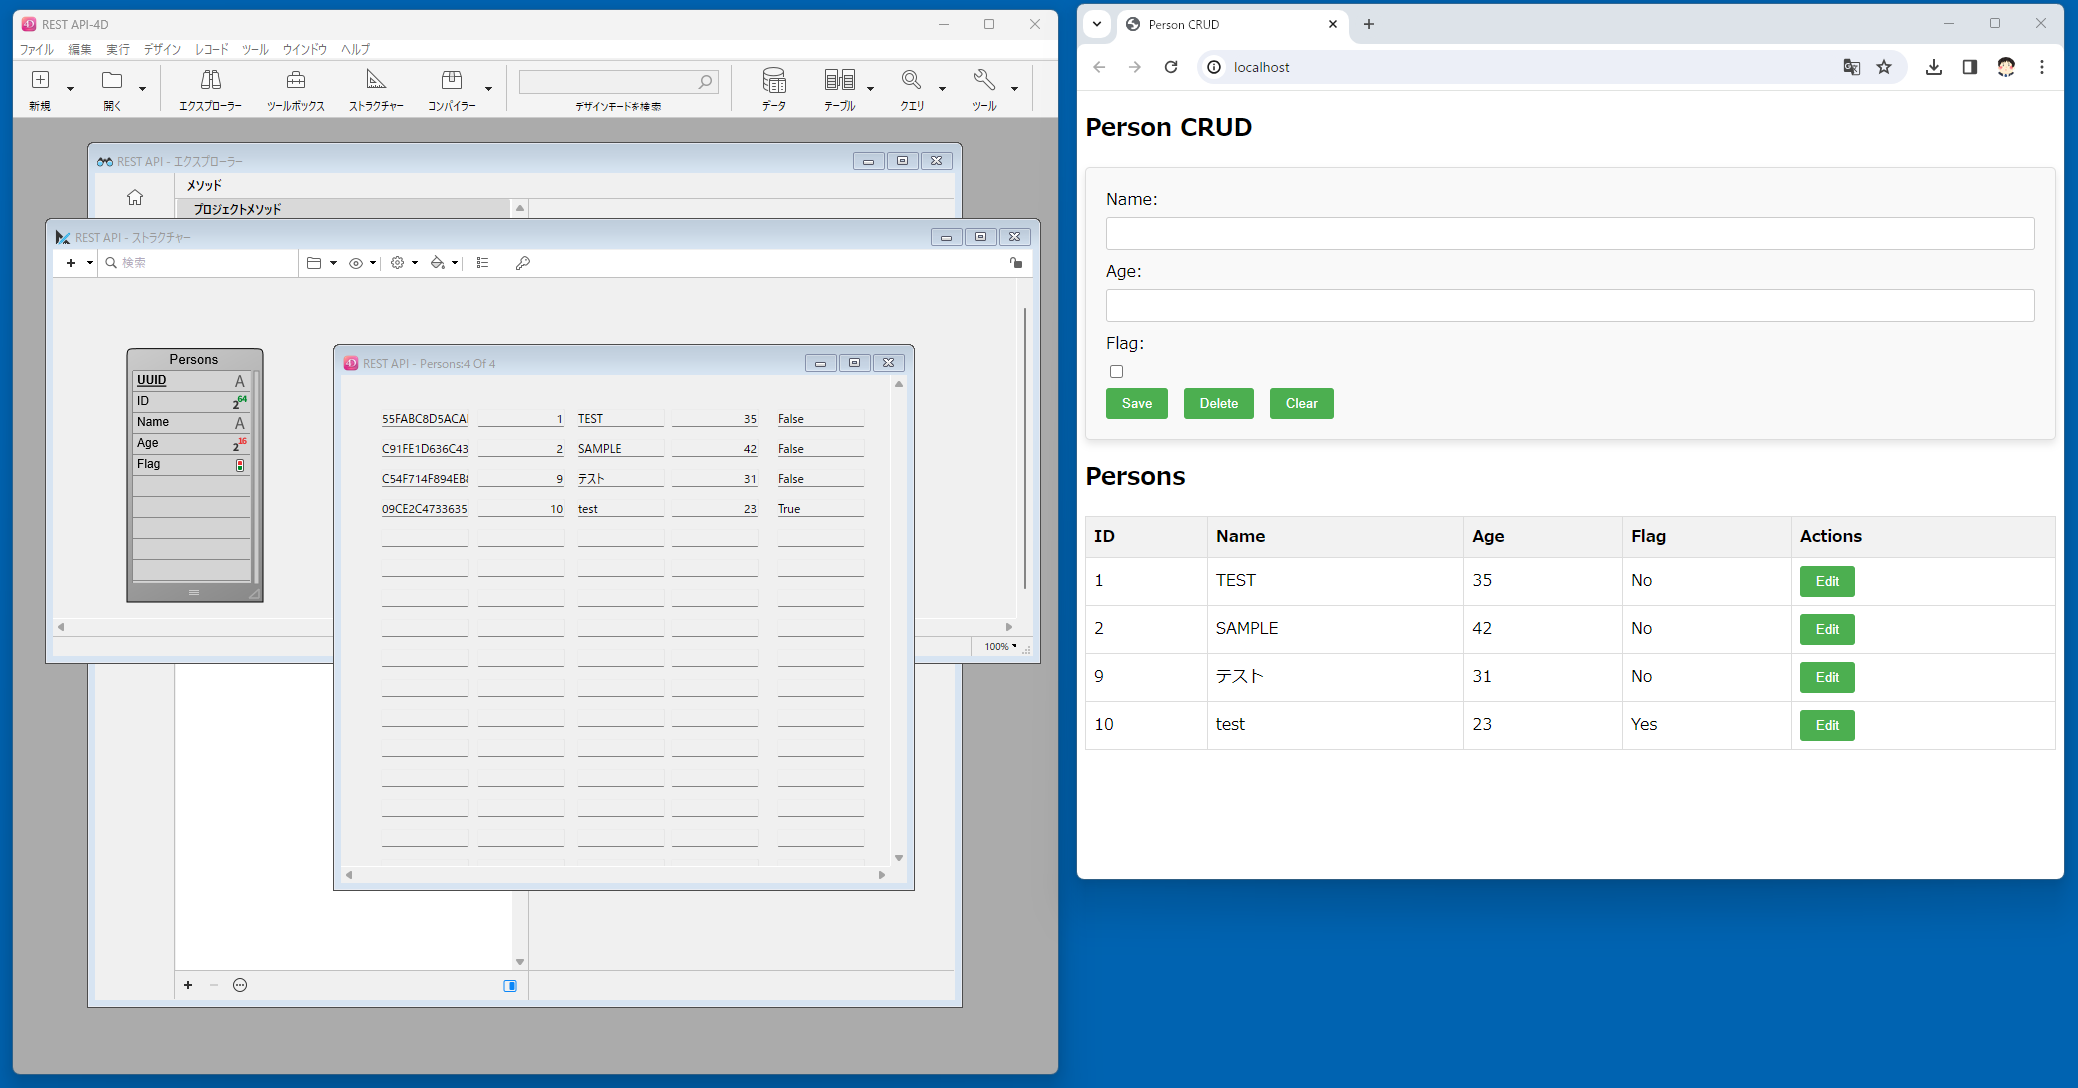 REST API-4D
ファイル 編集 実行 デザイン レコード ツール ウインドウ ヘルプ
新規 開く エクスプローラー ツールボックス ストラクチャー コンパイラー デザインモードを検索 データ テーブル クエリ ツール
REST API - エクスプローラー
メソッド
プロジェクトメソッド
REST API - ストラクチャー
検索
Persons
UUID A
ID 2 64
Name A
Age 2 16
Flag
100%
REST API - Persons:4 Of 4
55FABC8D5ACA 1 TEST 35 False
C91FE1D636C43 2 SAMPLE 42 False
C54F714F894EB8 9 テスト 31 False
09CE2C4733635 10 test 23 True
Person CRUD
localhost
Person CRUD
Name:
Age:
Flag:
Save Delete Clear
Persons
ID Name Age Flag Actions
1 TEST 35 No Edit
2 SAMPLE 42 No Edit
9 テスト 31 No Edit
10 test 23 Yes Edit